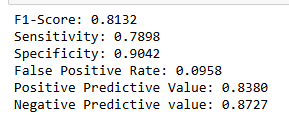 F1-Score: 0.8132
Sensitivity: 0.7898
Specificity: 0.9042
False Positive Rate: 0.0958
Positive Predictive Value: 0.8380
Negative Predictive value: 0.8727